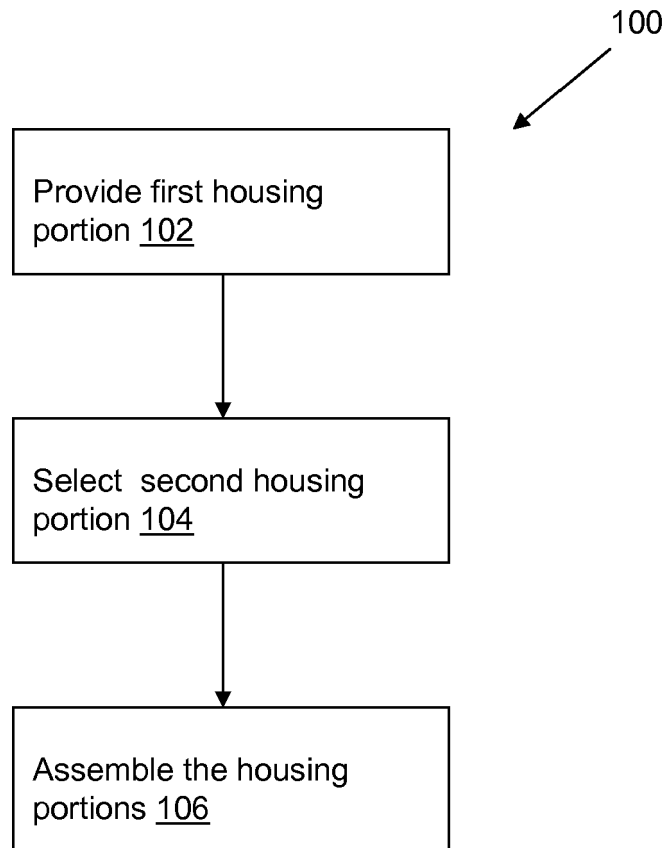 100
Provide first housing
portion 102
Select second housing
portion 104
Assemble the housing
portions 106